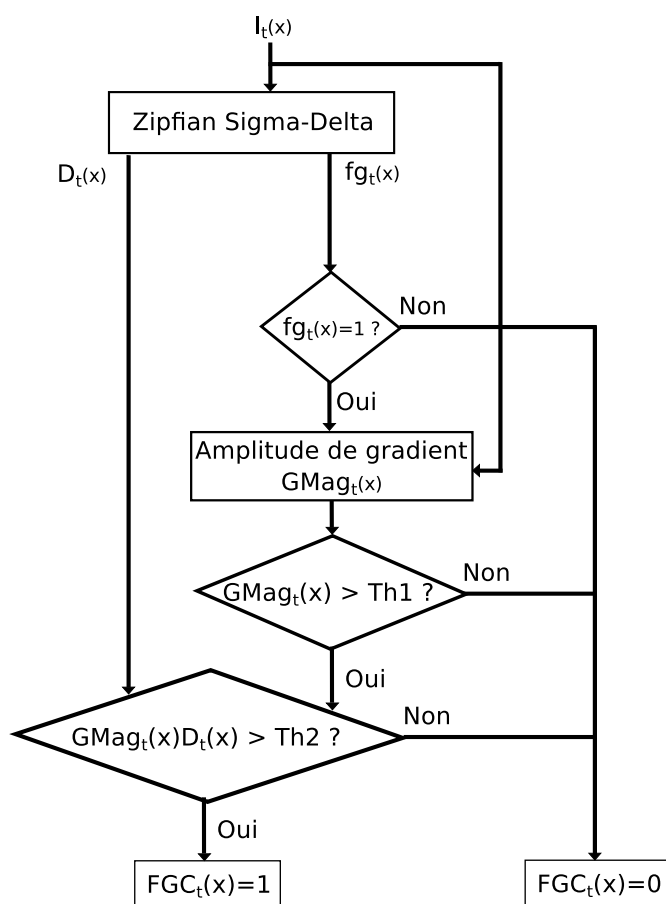 I_t(x)
Zipfian Sigma-Delta
D_t(x)
fg_t(x)
fg_t(x)=1 ?
Non
Oui
Amplitude de gradient
GMag_t(x)
GMag_t(x) > Th1 ?
Non
Oui
GMag_t(x)D_t(x) > Th2 ?
Non
Oui
FGC_t(x)=1
FGC_t(x)=0